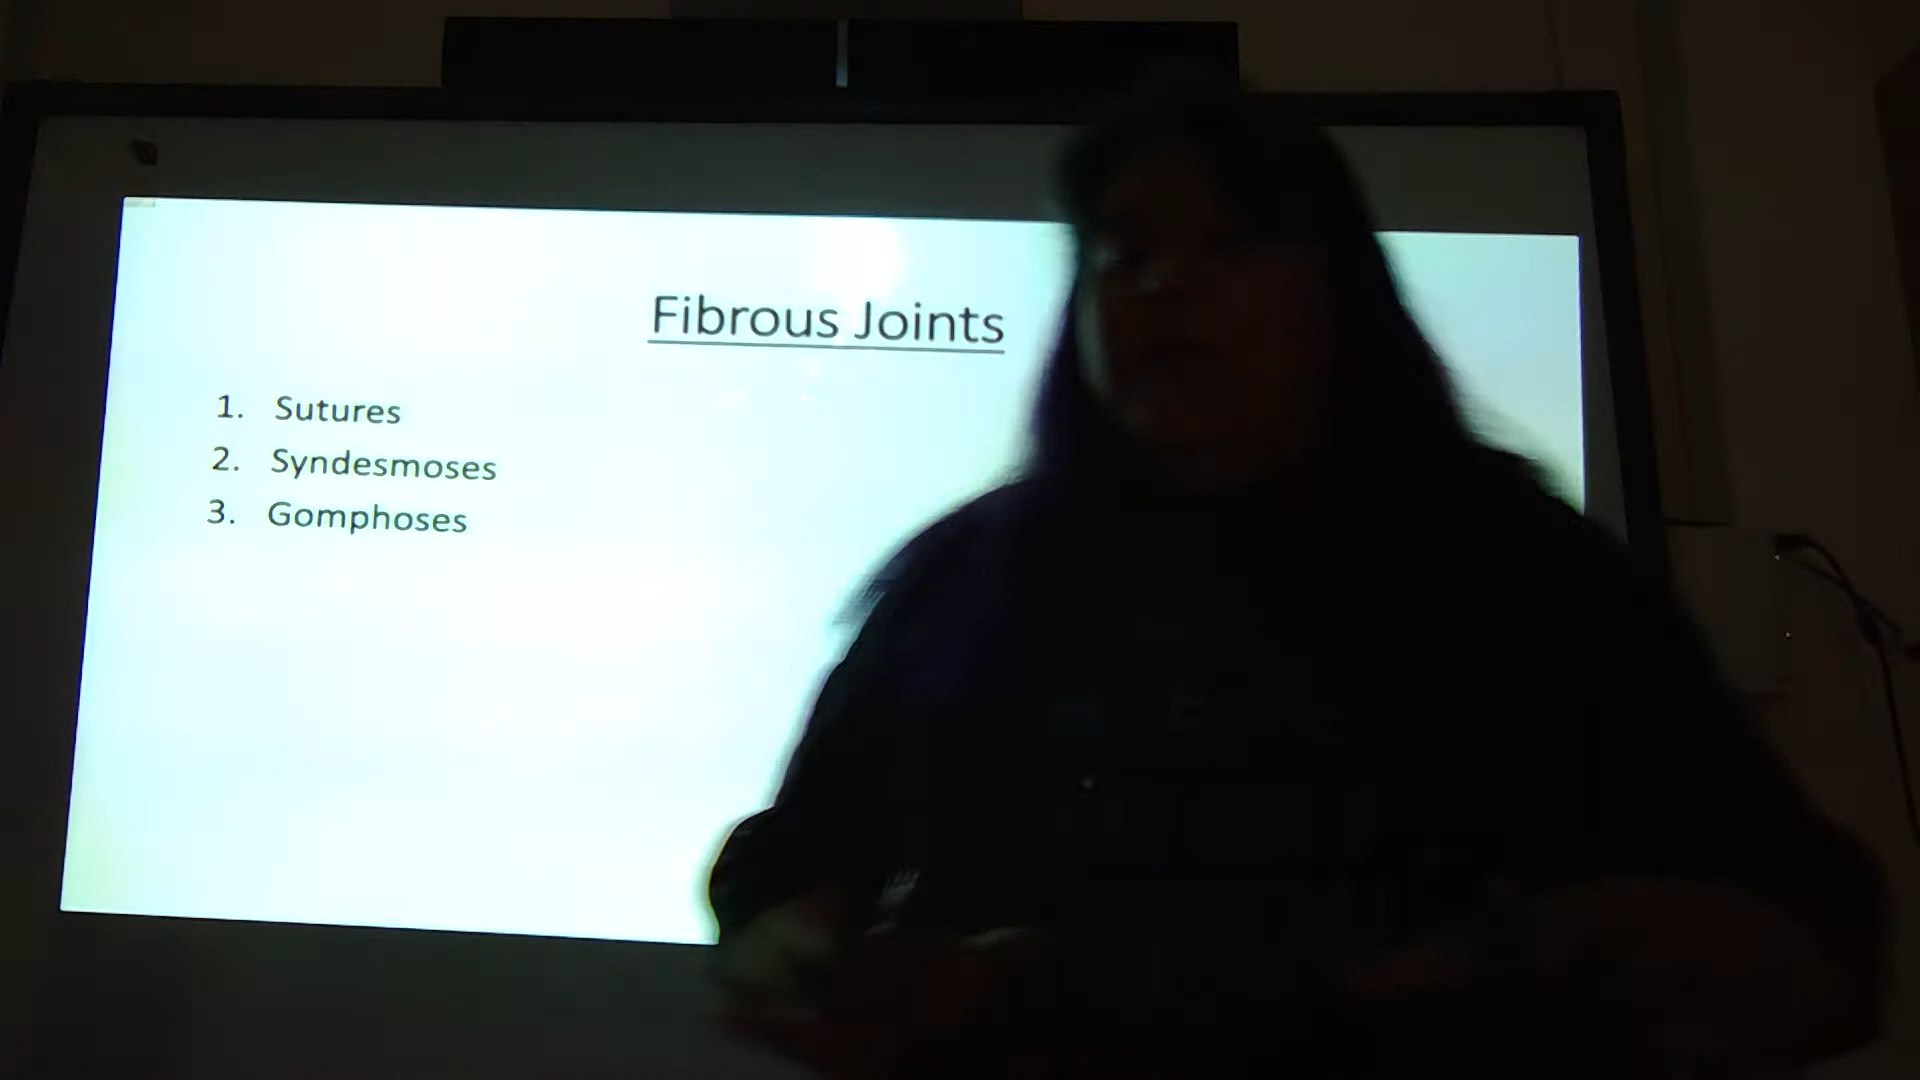 Fibrous Joints
1. Sutures
2. Syndesmoses
3. Gomphoses